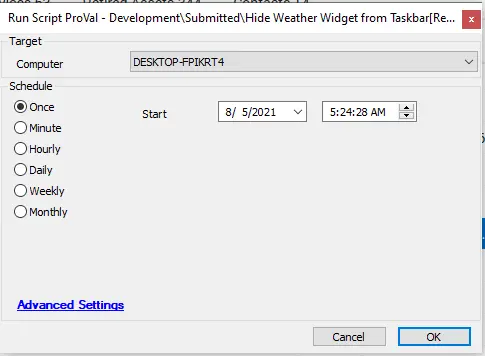 Run Script ProVal - Development\Submitted\Hide Weather Widget from Taskbar[Re...
Target
Computer DESKTOP-FPIKRT4
Schedule
Once Start 8/ 5/2021 5:24:28 AM
Minute
Hourly
Daily
Weekly
Monthly
Advanced Settings
Cancel OK